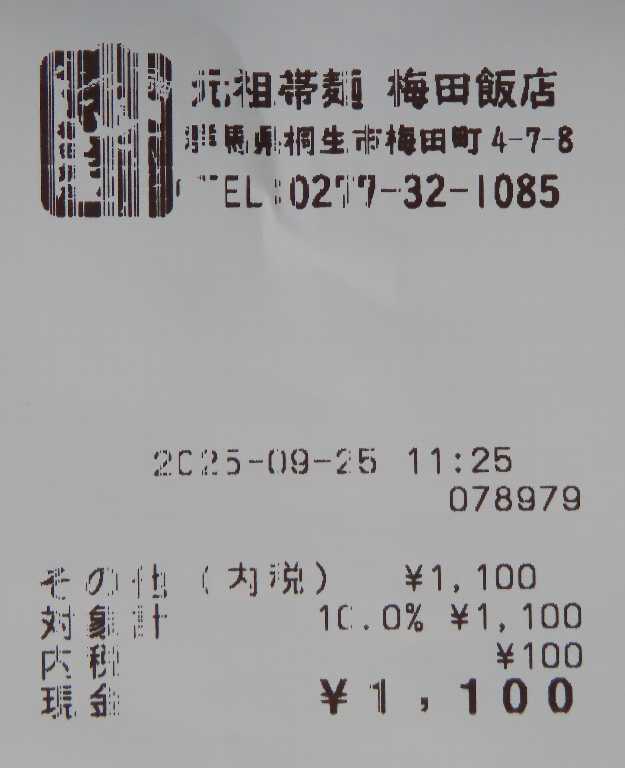 元祖帯麺 梅田飯店
群馬県桐生市梅田町4-7-8
TEL:0277-32-1085
2025-09-25 11:25
078979
その他(内税) ¥1,100
対象計 10.0% ¥1,100
内税 ¥100
現金 ¥1,100